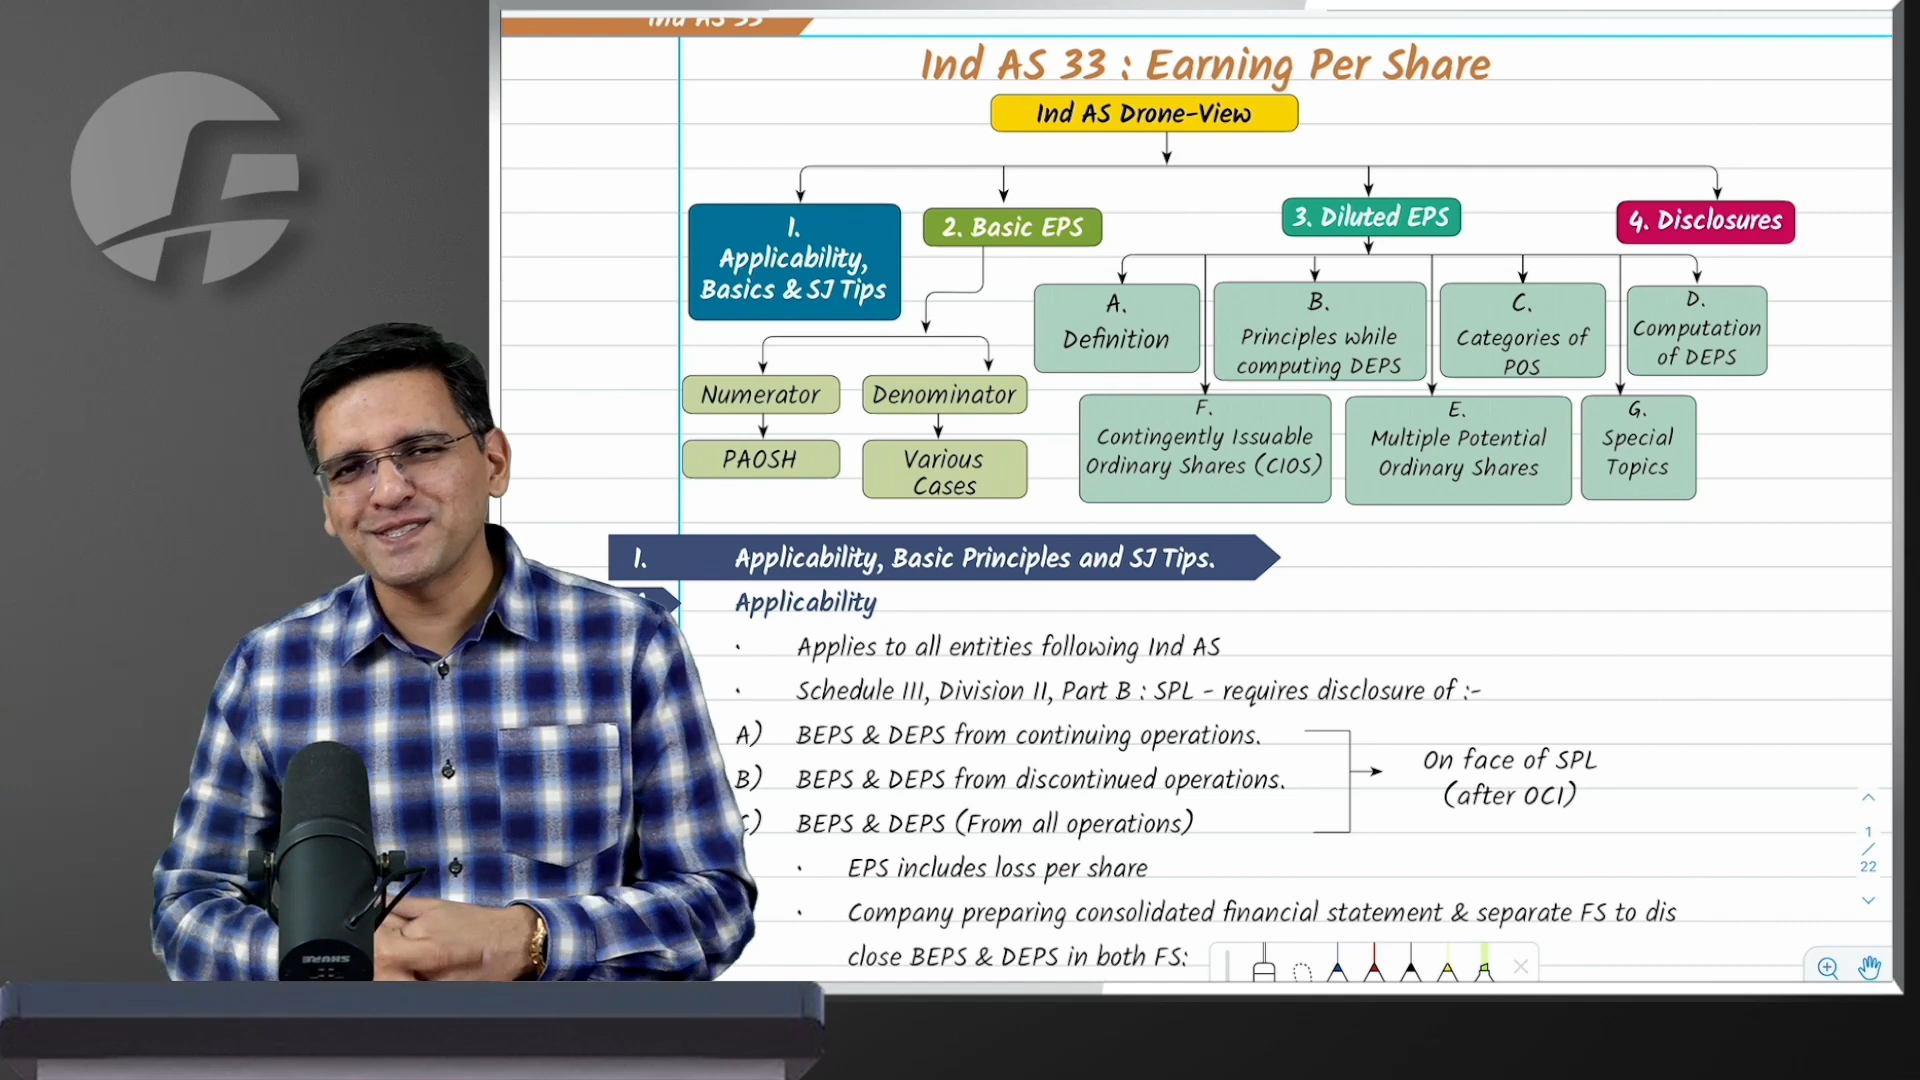 Ind AS 33
Ind AS 33 : Earning Per Share
Ind AS Drone-View
1.
Applicability,
Basics & SJ Tips
2. Basic EPS
3. Diluted EPS
4. Disclosures
Numerator
Denominator
PAOSH
Various
Cases
A.
Definition
B.
Principles while
computing DEPS
C.
Categories of
POS
D.
Computation
of DEPS
F.
Contingently Issuable
Ordinary Shares (CIOS)
E.
Multiple Potential
Ordinary Shares
G.
Special
Topics
1. Applicability, Basic Principles and SJ Tips.
Applicability
· Applies to all entities following Ind AS
· Schedule III, Division II, Part B : SPL - requires disclosure of :-
A) BEPS & DEPS from continuing operations.
B) BEPS & DEPS from discontinued operations.
C) BEPS & DEPS (From all operations)
On face of SPL
(after OCI)
· EPS includes loss per share
· Company preparing consolidated financial statement & separate FS to dis
close BEPS & DEPS in both FS:
1
/
22
SHURE